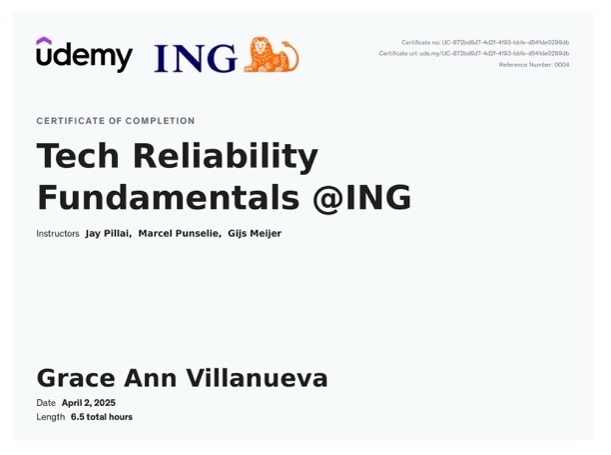 udemy ING
Certificate no: UC-872bd6d7-4d2f-4193-bbfe-d541de0299db
Certificate url: ude.my/UC-872bd6d7-4d2f-4193-bbfe-d541de0299db
Reference Number: 0004
CERTIFICATE OF COMPLETION
Tech Reliability
Fundamentals @ING
Instructors Jay Pillai, Marcel Punselie, Gijs Meijer
Grace Ann Villanueva
Date April 2, 2025
Length 6.5 total hours